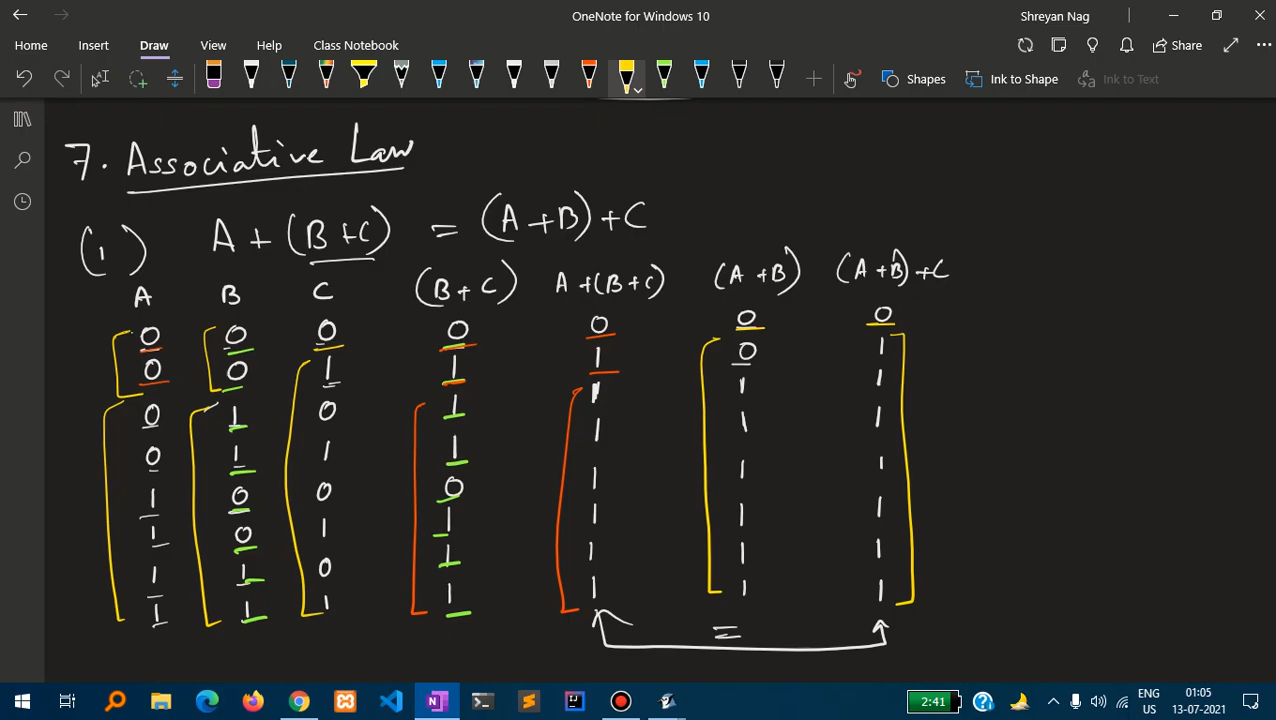 OneNote for Windows 10
Shreyan Nag
Home Insert Draw View Help Class Notebook
Share
Shapes
Ink to Shape
Ink to Text
7. Associative Law
(1) A + (B + C) = (A + B) + C
A B C (B + C) A + (B + C) (A + B) (A + B) + C
0 0 0 0 0 0 0
0 0 1 1 1 0 1
0 1 0 1 1 1 1
0 1 1 1 1 1 1
1 0 0 0 1 1 1
1 0 1 1 1 1 1
1 1 0 1 1 1 1
1 1 1 1 1 1 1
=
2:41
ENG
US
01:05
13-07-2021